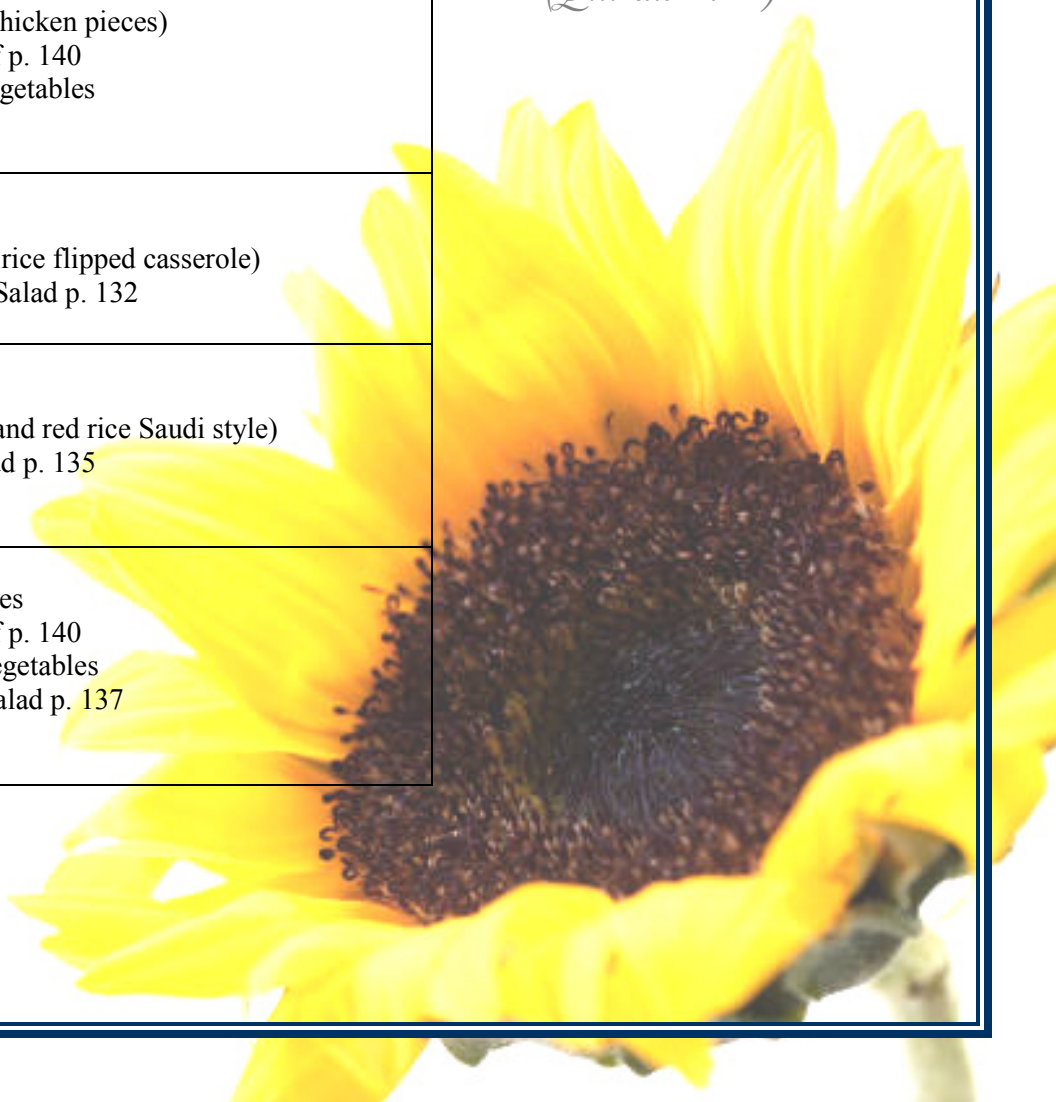 hicken pieces)
p. 140
getables
rice flipped casserole)
Salad p. 132
and red rice Saudi style)
d p. 135
es
p. 140
egetables
alad p. 137